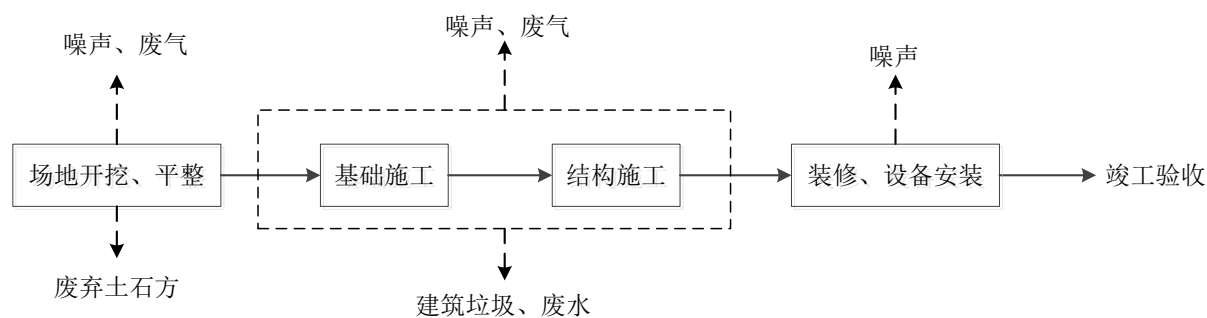 噪声、废气
噪声、废气
噪声
场地开挖、平整
基础施工
结构施工
装修、设备安装
竣工验收
废弃土石方
建筑垃圾、废水